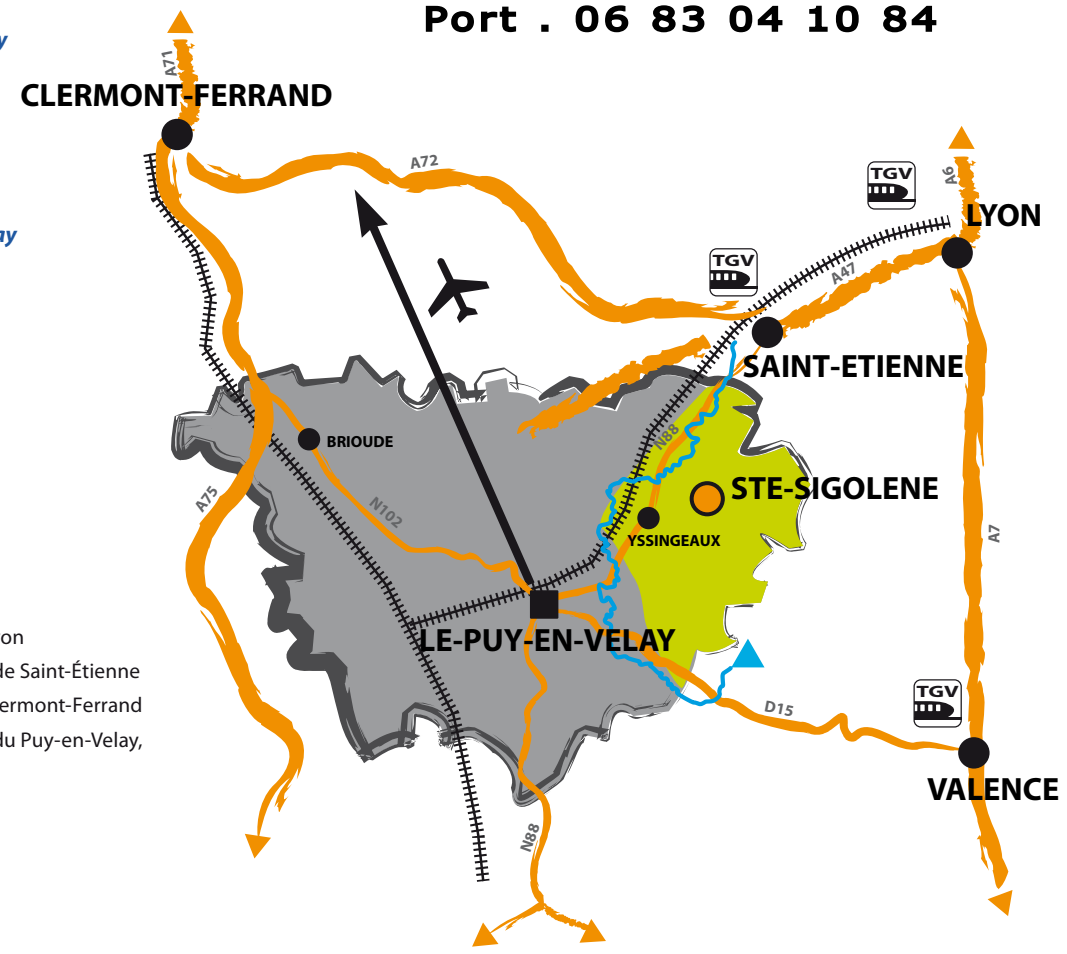 Port . 06 83 04 10 84
y
A71
CLERMONT-FERRAND
A72
TGV
A6
LYON
ay
TGV
A47
SAINT-ETIENNE
BRIOUDE
N88
STE-SIGOLENE
A75
N102
YSSINGEAUX
A7
LE-PUY-EN-VELAY
on
de Saint-Étienne
ermont-Ferrand
du Puy-en-Velay,
TGV
D15
VALENCE
N88